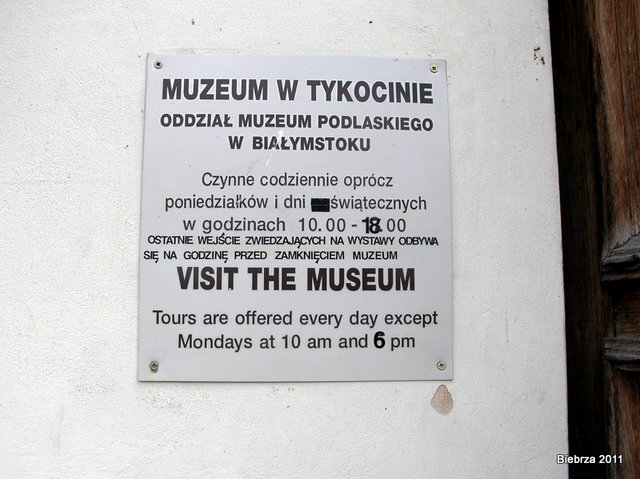 MUZEUM W TYKOCINIE
ODDZIAŁ MUZEUM PODLASKIEGO
W BIAŁYMSTOKU
Czynne codziennie oprócz
poniedziałków i dni świątecznych
w godzinach 10.00 - 18.00
OSTATNIE WEJŚCIE ZWIEDZAJĄCYCH NA WYSTAWY ODBYWA
SIĘ NA GODZINĘ PRZED ZAMKNIĘCIEM MUZEUM
VISIT THE MUSEUM
Tours are offered every day except
Mondays at 10 am and 6 pm
Biebrza 2011